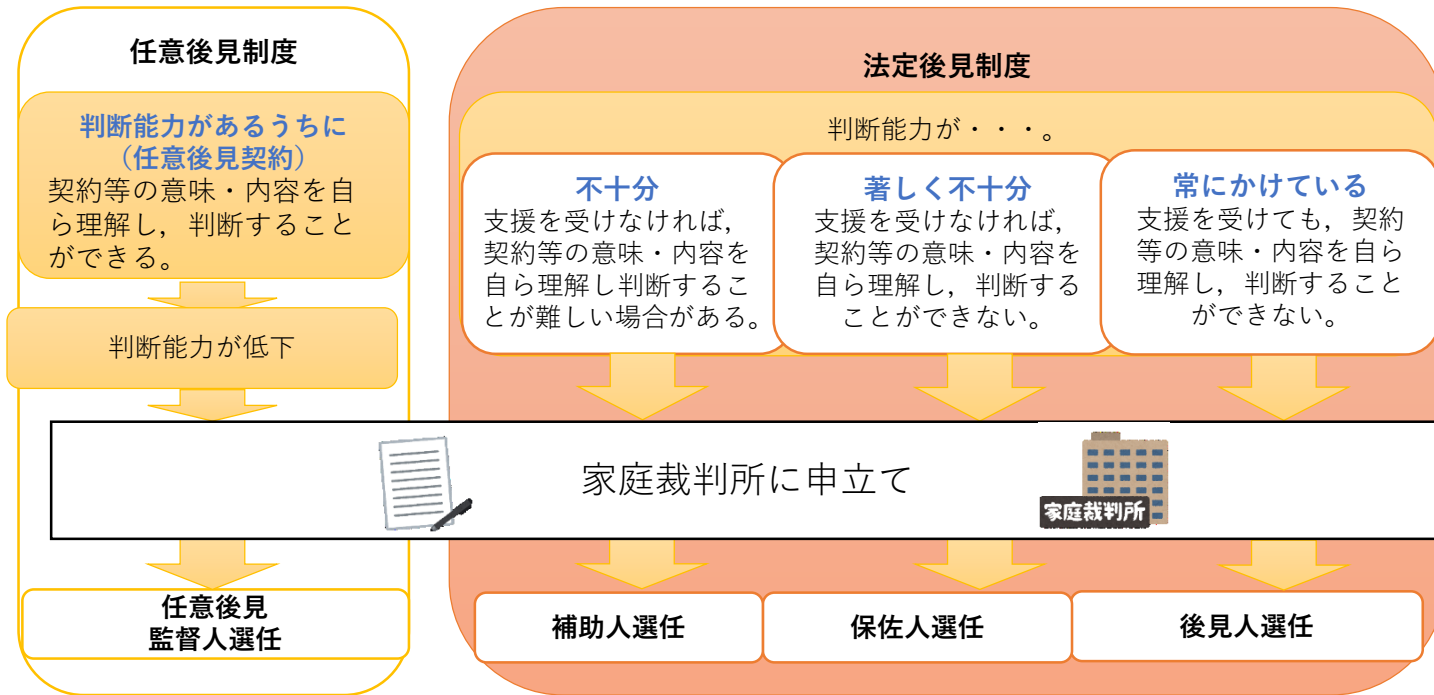 任意後見制度
判断能力があるうちに
（任意後見契約）
契約等の意味・内容を自
ら理解し，判断すること
ができる。
判断能力が低下
法定後見制度
判断能力が・・・。
不十分
支援を受けなければ，
契約等の意味・内容を
自ら理解し判断するこ
とが難しい場合がある。
著しく不十分
支援を受けなければ，
契約等の意味・内容を
自ら理解し，判断する
ことができない。
常にかけている
支援を受けても，契約
等の意味・内容を自ら
理解し，判断すること
ができない。
家庭裁判所に申立て
家庭裁判所
任意後見
監督人選任
補助人選任
保佐人選任
後見人選任